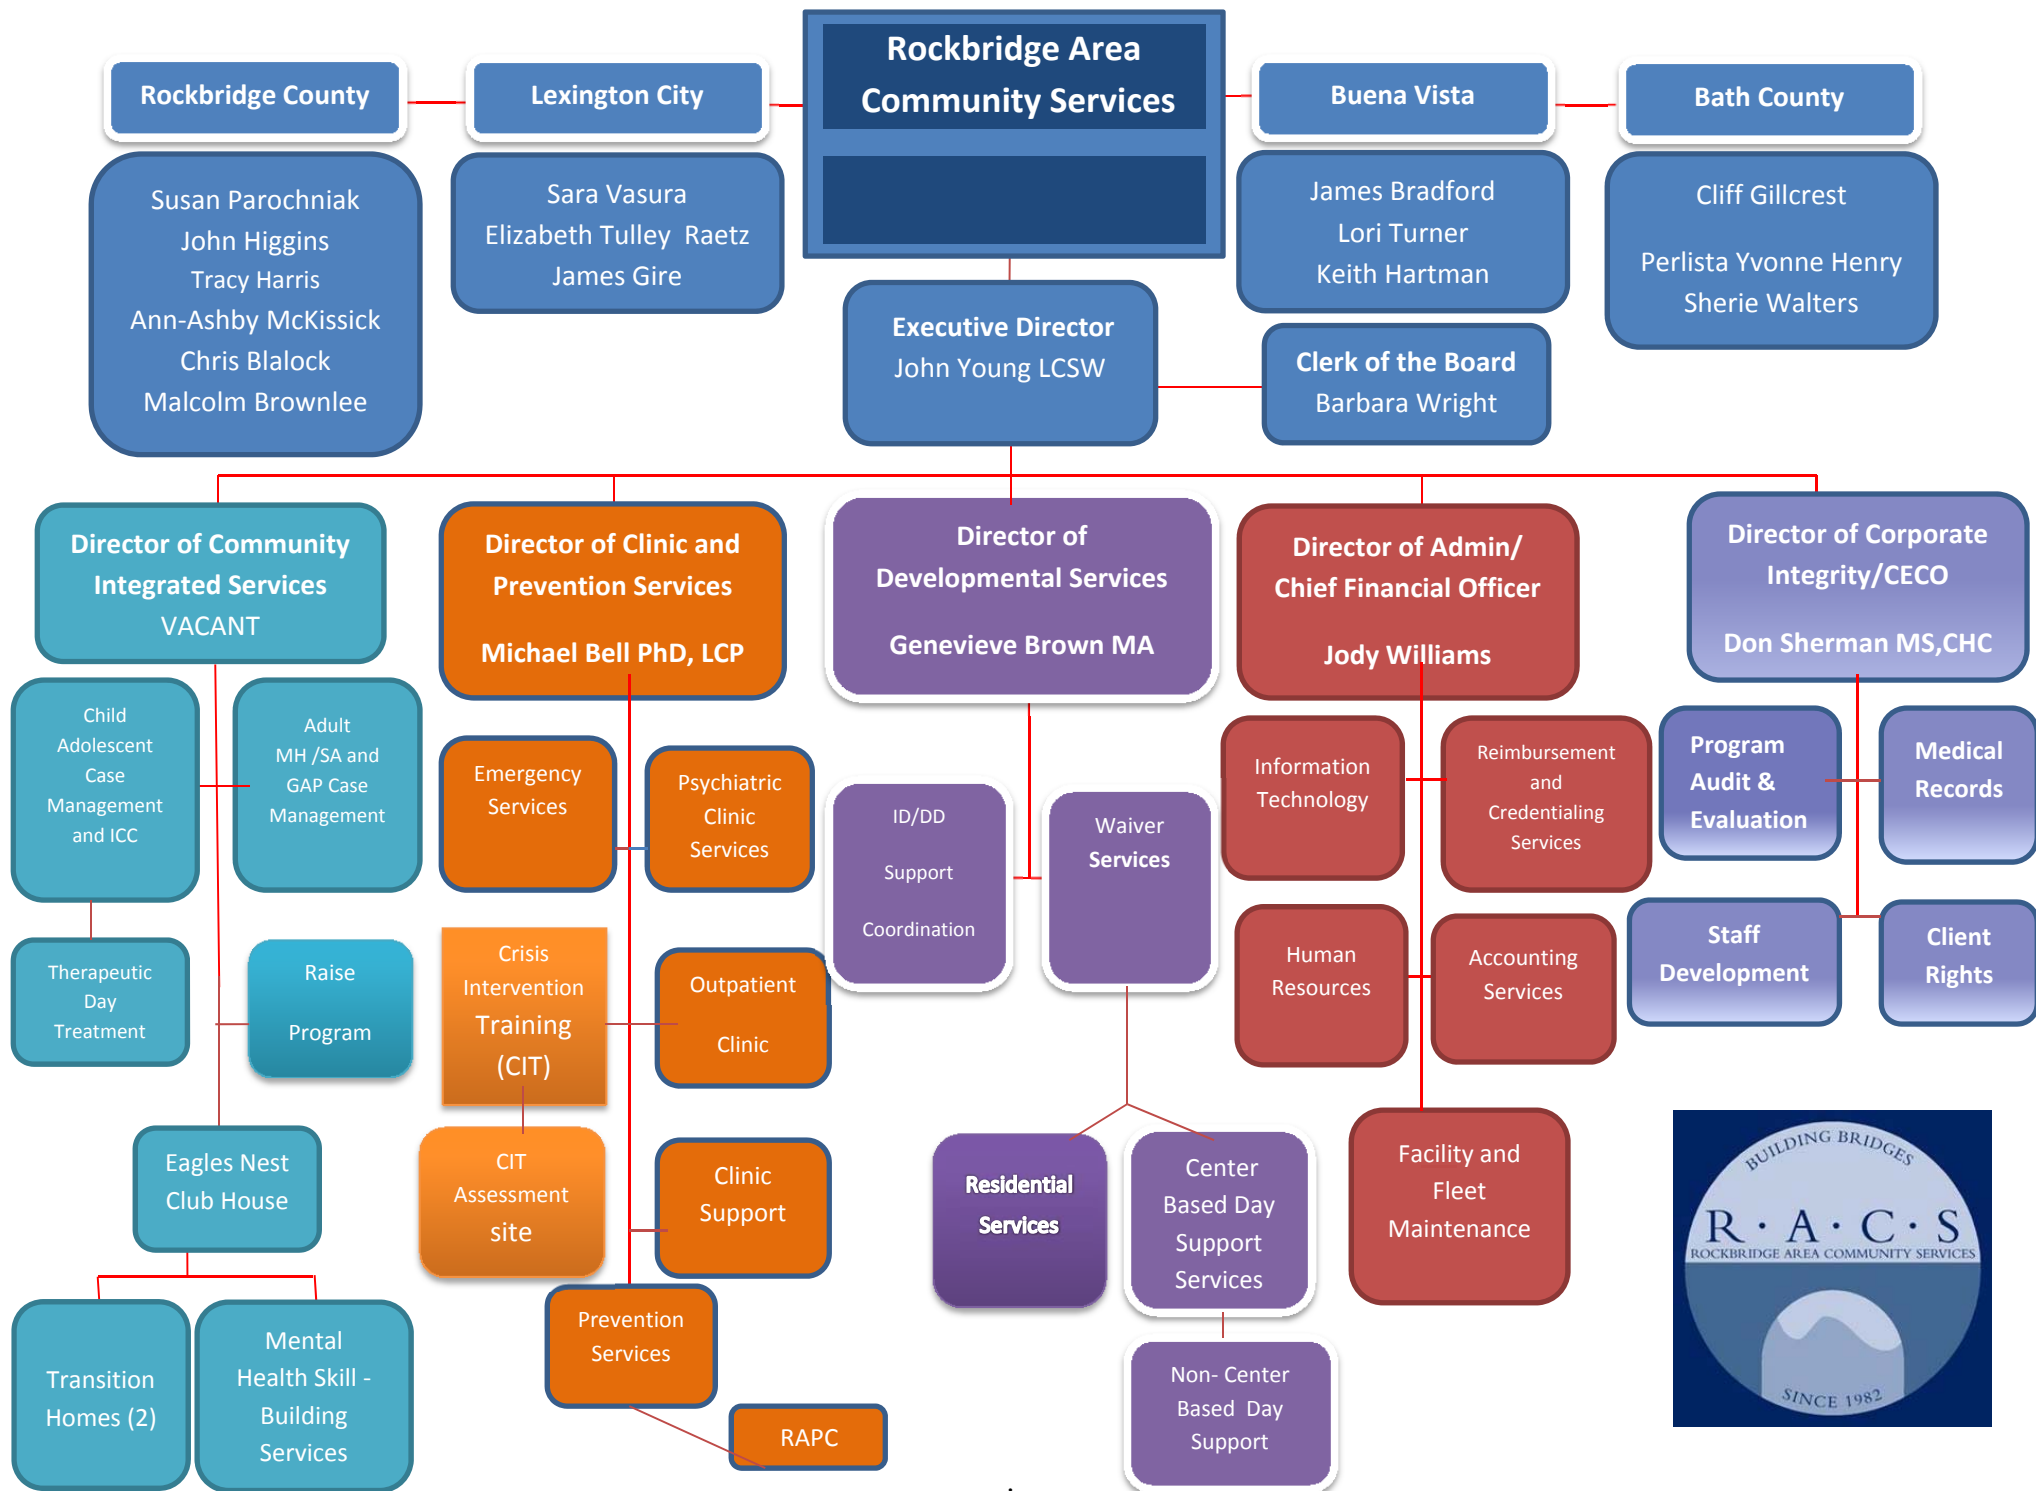 Rockbridge Area
Community Services
Rockbridge County
Lexington City
Buena Vista
Bath County
Susan Parochniak
John Higgins
Tracy Harris
Ann-Ashby McKissick
Chris Blalock
Malcolm Brownlee
Sara Vasura
Elizabeth Tulley  Raetz
James Gire
James Bradford
Lori Turner
Keith Hartman
Cliff Gillcrest
Perlista Yvonne Henry
Sherie Walters
Executive Director
John Young LCSW
Clerk of the Board
Barbara Wright
Director of Community
Integrated Services
VACANT
Director of Clinic and
Prevention Services
Michael Bell PhD, LCP
Director of
Developmental Services
Genevieve Brown MA
Director of Admin/
Chief Financial Officer
Jody Williams
Director of Corporate
Integrity/CECO
Don Sherman MS,CHC
Child
Adolescent
Case
Management
and ICC
Adult
MH /SA and
GAP Case
Management
Therapeutic
Day
Treatment
Raise
Program
Eagles Nest
Club House
Transition
Homes (2)
Mental
Health Skill -
Building
Services
Emergency
Services
Psychiatric
Clinic
Services
Crisis
Intervention
Training
(CIT)
Outpatient
Clinic
CIT
Assessment
site
Clinic
Support
Prevention
Services
RAPC
ID/DD
Support
Coordination
Waiver
Services
Residential
Services
Center
Based Day
Support
Services
Non- Center
Based  Day
Support
Information
Technology
Reimbursement
and
Credentialing
Services
Human
Resources
Accounting
Services
Facility and
Fleet
Maintenance
Program
Audit &
Evaluation
Medical
Records
Staff
Development
Client
Rights
BUILDING BRIDGES
R · A · C · S
ROCKBRIDGE AREA COMMUNITY SERVICES
SINCE 1982